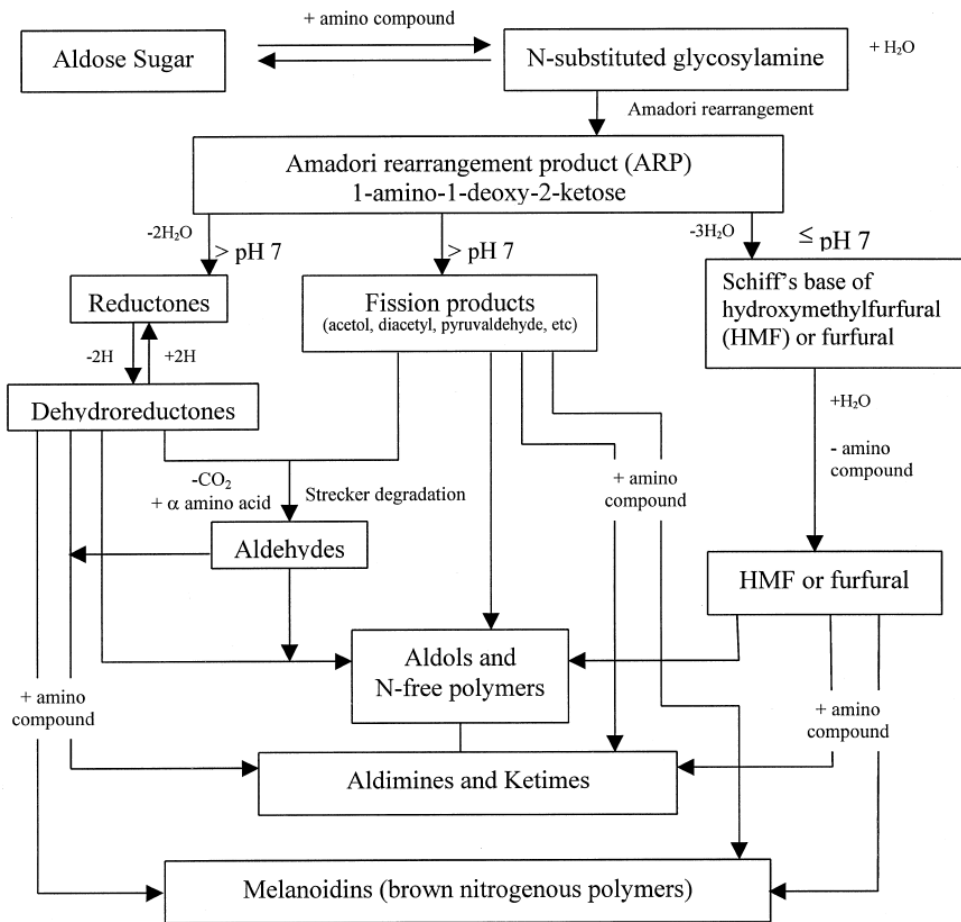 + amino compound
Aldose Sugar
N-substituted glycosylamine
+ H₂O
Amadori rearrangement
Amadori rearrangement product (ARP)
1-amino-1-deoxy-2-ketose
-2H₂O
> pH 7
> pH 7
-3H₂O
≤ pH 7
Reductones
Fission products
(acetol, diacetyl, pyruvaldehyde, etc)
Schiff's base of
hydroxymethylfurfural
(HMF) or furfural
-2H
+2H
Dehydroreductones
+H₂O
- amino
compound
-CO₂
+ α amino acid
Strecker degradation
+ amino
compound
Aldehydes
HMF or furfural
Aldols and
N-free polymers
+ amino
compound
+ amino
compound
Aldimines and Ketimes
Melanoidins (brown nitrogenous polymers)